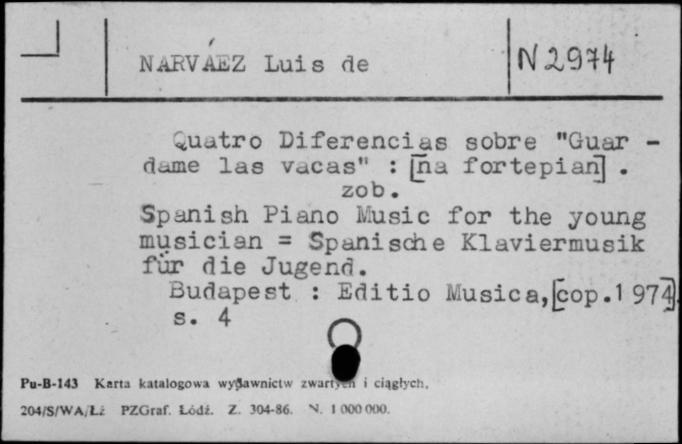 NARVÁEZ Luis de
N 2974
Quatro Diferencias sobre "Guar -
dame las vacas" : [na fortepian] .
zob.
Spanish Piano Music for the young
musician = Spanische Klaviermusik
für die Jugend.
Budapest : Editio Musica,[cop.1974].
s. 4
Pu-B-143 Karta katalogowa wydawnictw zwartych i ciągłych.
204/S/WA/Łź PZGraf. Łódź. Z. 304-86. N. 1 000 000.